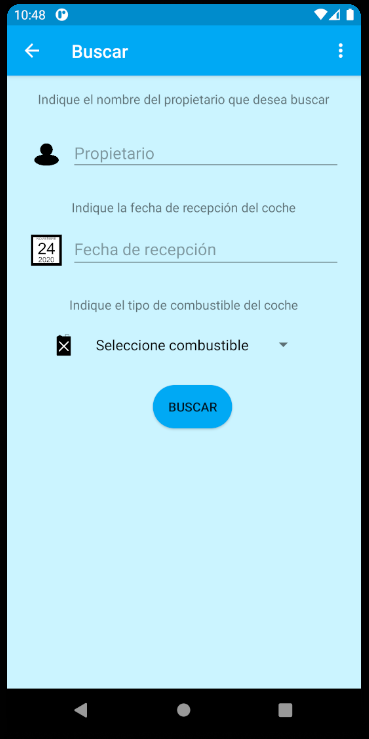 10:48
Buscar
Indique el nombre del propietario que desea buscar
Propietario
Indique la fecha de recepción del coche
24
2020
Fecha de recepción
Indique el tipo de combustible del coche
Seleccione combustible
BUSCAR